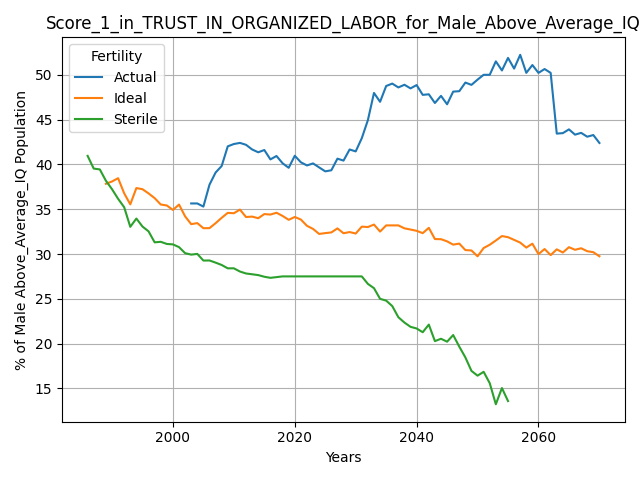 Score_1_in_TRUST_IN_ORGANIZED_LABOR_for_Male_Above_Average_IQ
Fertility
Actual
Ideal
Sterile
% of Male Above_Average_IQ Population
50
45
40
35
30
25
20
15
2000
2020
2040
2060
Years